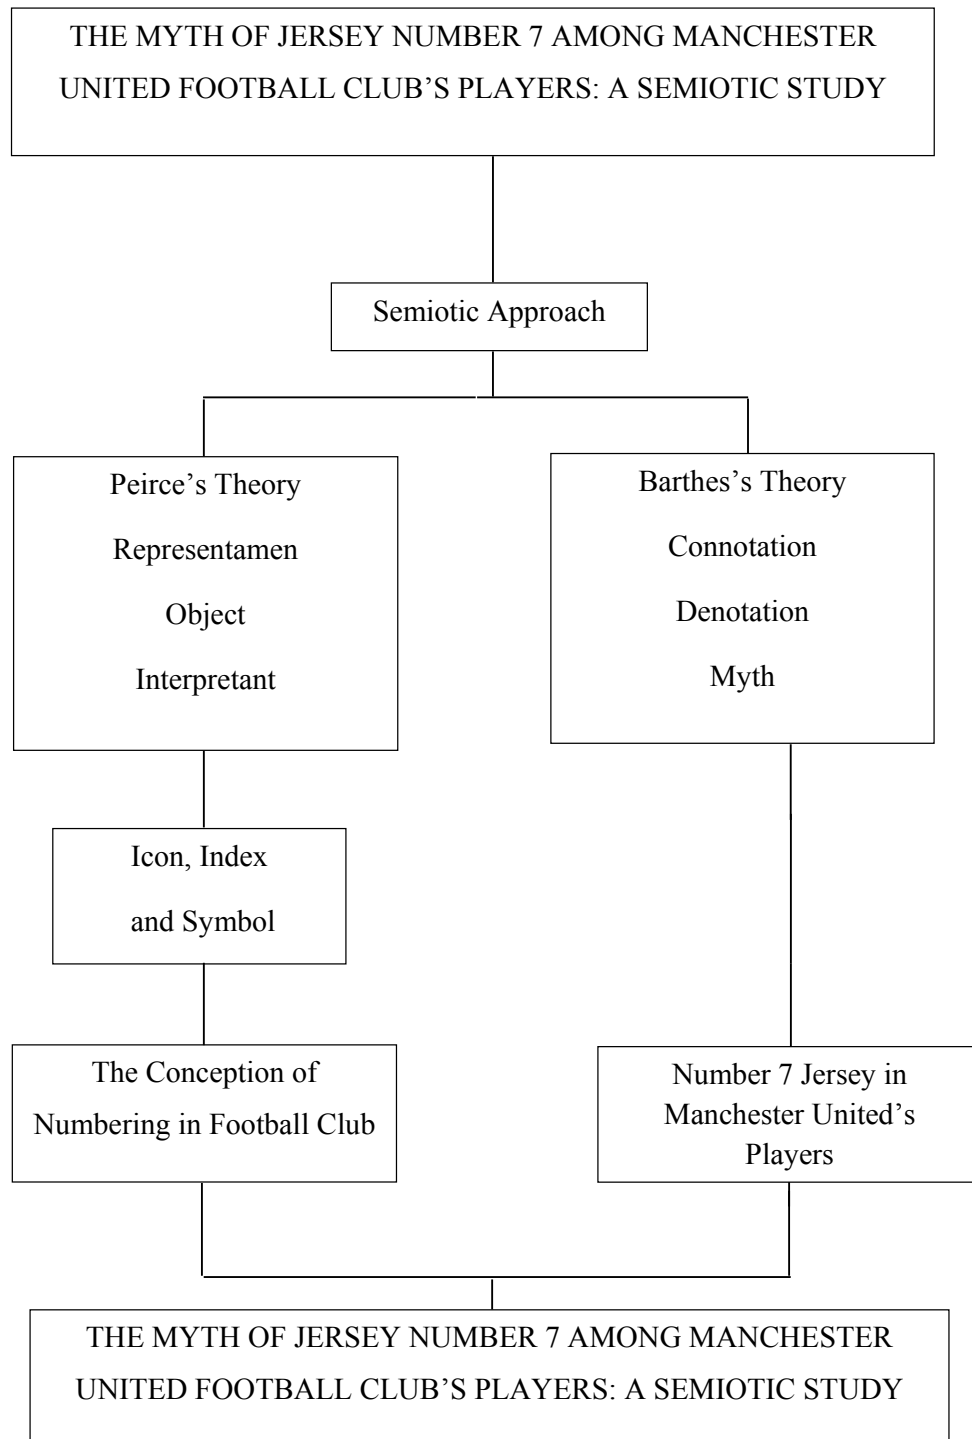 THE MYTH OF JERSEY NUMBER 7 AMONG MANCHESTER
UNITED FOOTBALL CLUB’S PLAYERS: A SEMIOTIC STUDY
Semiotic Approach
Peirce’s Theory
Representamen
Object
Interpretant
Barthes’s Theory
Connotation
Denotation
Myth
Icon, Index
and Symbol
The Conception of
Numbering in Football Club
Number 7 Jersey in
Manchester United’s
Players
THE MYTH OF JERSEY NUMBER 7 AMONG MANCHESTER
UNITED FOOTBALL CLUB’S PLAYERS: A SEMIOTIC STUDY